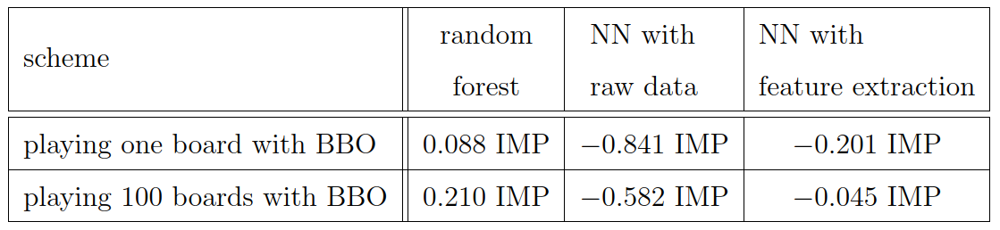 scheme random forest NN with raw data NN with feature extraction
playing one board with BBO 0.088 IMP −0.841 IMP −0.201 IMP
playing 100 boards with BBO 0.210 IMP −0.582 IMP −0.045 IMP